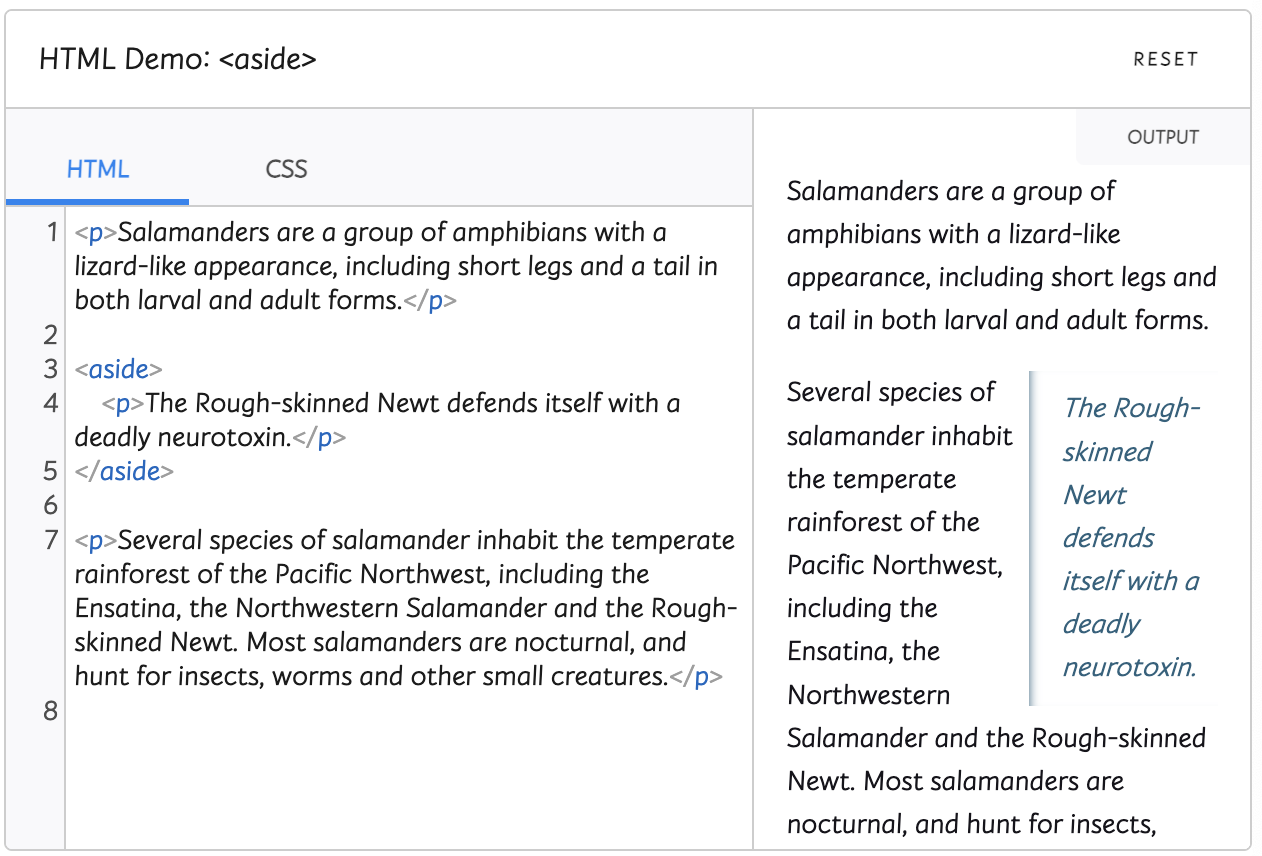 HTML Demo: <aside>
RESET
HTML
CSS
1 <p>Salamanders are a group of amphibians with a
lizard-like appearance, including short legs and a tail in
both larval and adult forms.</p>
2
3 <aside>
4 <p>The Rough-skinned Newt defends itself with a
deadly neurotoxin.</p>
5 </aside>
6
7 <p>Several species of salamander inhabit the temperate
rainforest of the Pacific Northwest, including the
Ensatina, the Northwestern Salamander and the Rough-
skinned Newt. Most salamanders are nocturnal, and
hunt for insects, worms and other small creatures.</p>
8
OUTPUT
Salamanders are a group of
amphibians with a lizard-like
appearance, including short legs and
a tail in both larval and adult forms.
Several species of
salamander inhabit
the temperate
rainforest of the
Pacific Northwest,
including the
Ensatina, the
Northwestern
Salamander and the Rough-skinned
Newt. Most salamanders are
nocturnal, and hunt for insects,
The Rough-
skinned
Newt
defends
itself with a
deadly
neurotoxin.